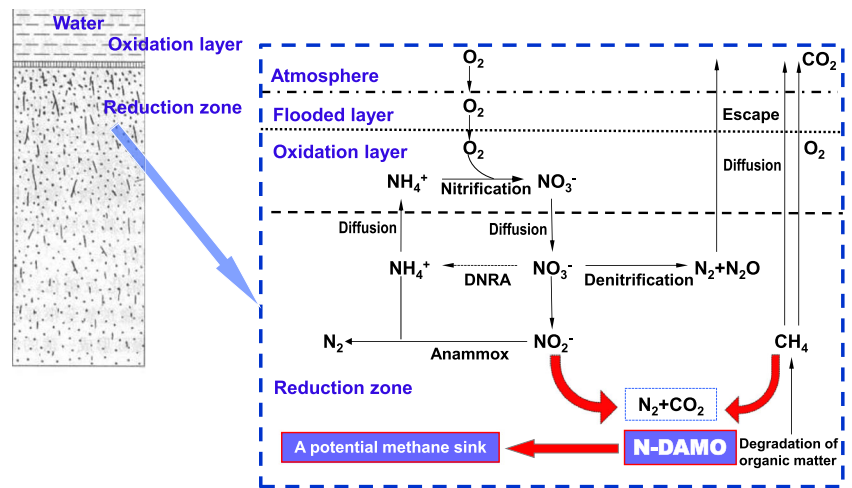 Water
Oxidation layer
Reduction zone
O₂
CO₂
Atmosphere
O₂
Flooded layer
Escape
O₂
O₂
Oxidation layer
Diffusion
NH₄⁺
Nitrification
NO₃⁻
Diffusion
Diffusion
NH₄⁺
DNRA
NO₃⁻
Denitrification
N₂+N₂O
N₂
Anammox
NO₂⁻
CH₄
Reduction zone
N₂+CO₂
A potential methane sink
N-DAMO
Degradation of
organic matter